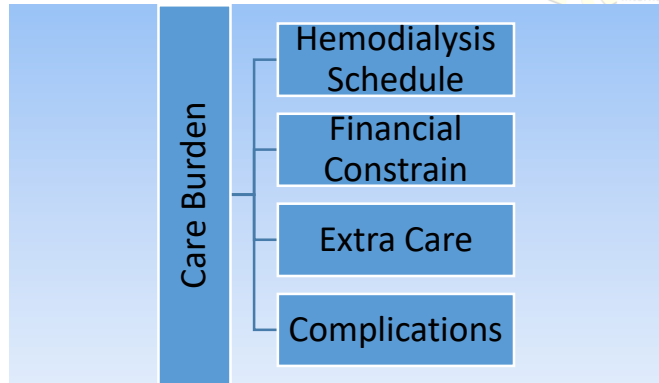 Care Burden
Hemodialysis
Schedule
Financial
Constrain
Extra Care
Complications